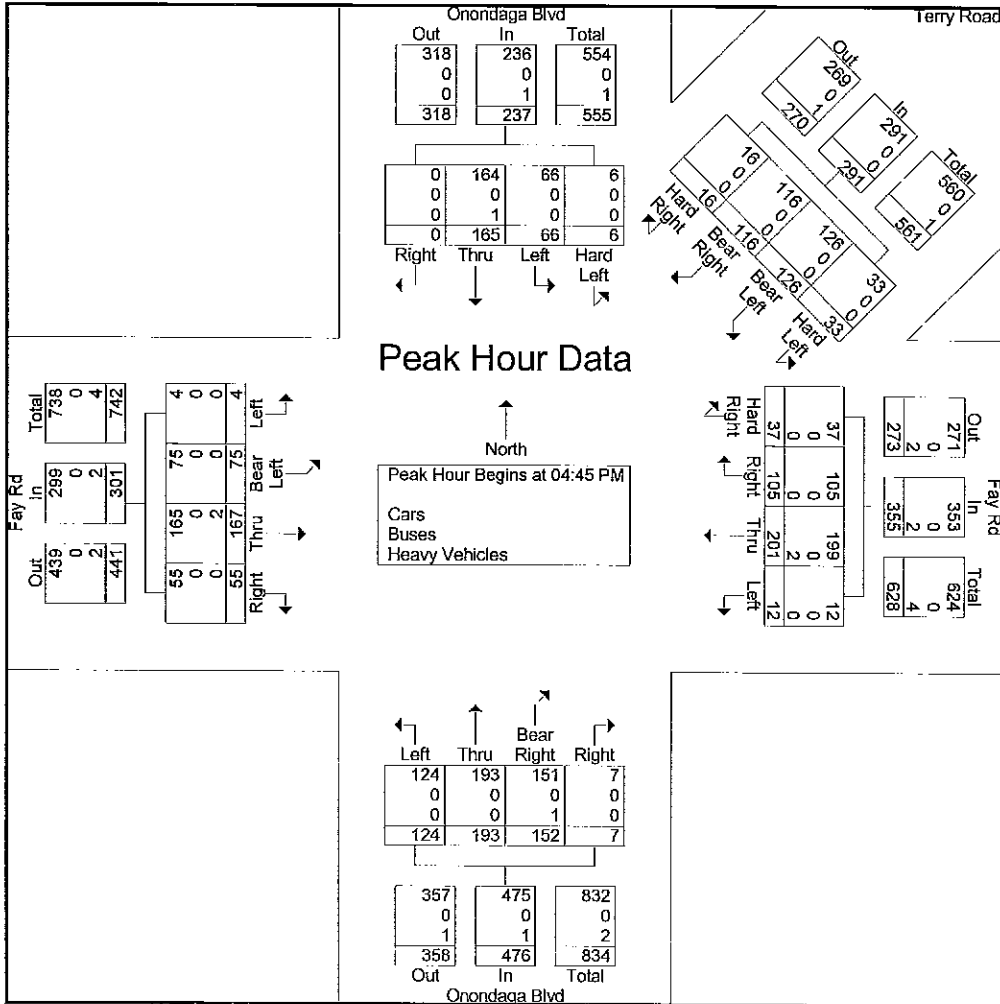 Onondaga Blvd
Out In Total
318 236 554
0 0 0
0 1 1
318 237 555
0 164 66 6
0 0 0 0
0 1 0 0
0 165 66 6
Right Thru Left Hard Left
Terry Road
Out
269
0
1
270
In
291
0
0
291
Total
560
0
1
561
16 116 126 33
0 0 0 0
0 0 0 0
16 116 126 33
Hard Right
Bear Right
Bear Left
Hard Left
Peak Hour Data
North
Peak Hour Begins at 04:45 PM
Cars
Buses
Heavy Vehicles
Fay Rd
Total
738 0 4 742
In
299 0 2 301
Out
439 0 2 441
4 0 0 4
Left
75 0 0 75
Bear Left
165 0 2 167
Thru
55 0 0 55
Right
Hard Right
37 0 0 37
Right
105 0 0 105
Thru
201 2 0 199
Left
12 0 0 12
Fay Rd
Out
273 2 0 271
In
355 2 0 353
Total
628 4 0 624
Left Thru Bear Right Right
124 193 151 7
0 0 0 0
0 0 1 0
124 193 152 7
357 475 832
0 0 0
1 1 2
358 476 834
Out In Total
Onondaga Blvd